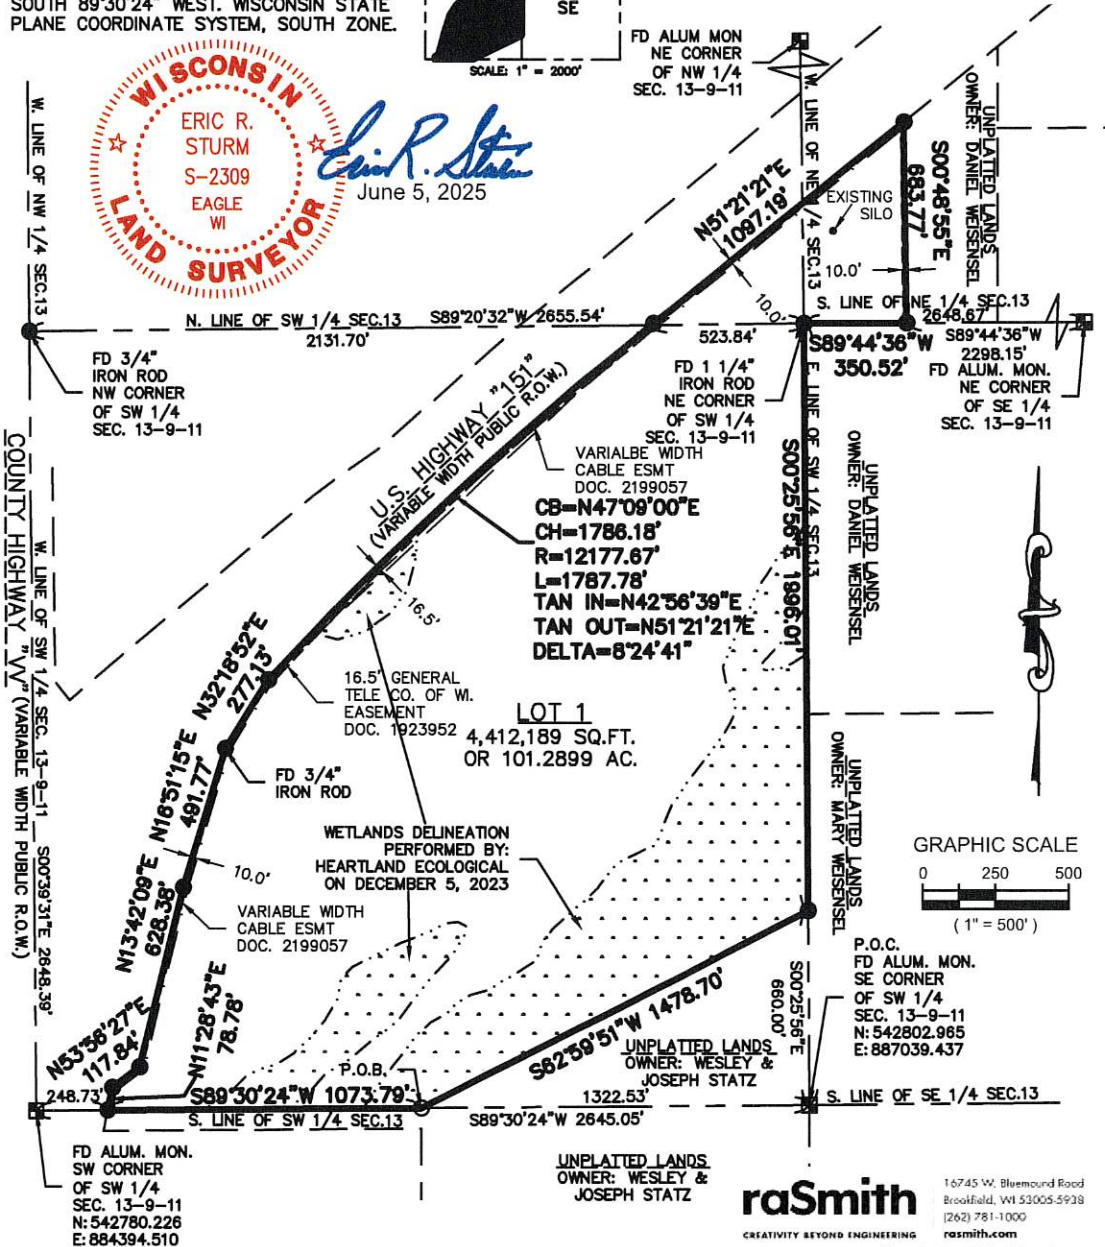 SOUTH 89°30'24" WEST. WISCONSIN STATE
PLANE COORDINATE SYSTEM, SOUTH ZONE.
SE
SCALE: 1" = 2000'
WISCONSIN
ERIC R.
STURM
S-2309
EAGLE
WI
LAND SURVEYOR
Eric R. Sturm
June 5, 2025
FD ALUM MON
NE CORNER
OF NW 1/4
SEC. 13-9-11
W. LINE OF NW 1/4 SEC.13
W. LINE OF NE 1/4 SEC.13
N51°21'21"E
1097.19'
EXISTING
SILO
S00°48'55"E
683.77'
UNPLATTED LANDS
OWNER: DANIEL WEISENSEL
10.0'
10.0'
S. LINE OF NE 1/4 SEC.13
2648.67'
N. LINE OF SW 1/4 SEC.13
S89°20'32"W 2655.54'
2131.70'
523.84'
S89°44'36"W
350.52'
S89°44'36"W
2298.15'
FD ALUM. MON.
NE CORNER
OF SE 1/4
SEC. 13-9-11
FD 3/4"
IRON ROD
NW CORNER
OF SW 1/4
SEC. 13-9-11
FD 1 1/4"
IRON ROD
NE CORNER
OF SW 1/4
SEC. 13-9-11
U.S. HIGHWAY "151"
(VARIABLE WIDTH PUBLIC R.O.W.)
VARIALBE WIDTH
CABLE ESMT
DOC. 2199057
CB=N47°09'00"E
CH=1786.18'
R=12177.67'
L=1787.78'
TAN IN=N42°56'39"E
TAN OUT=N51°21'21"E
DELTA=8°24'41"
E. LINE OF SW 1/4 SEC.13
S00°25'56"E 1996.01'
UNPLATTED LANDS
OWNER: DANIEL WEISENSEL
COUNTY HIGHWAY "VV" (VARIABLE WIDTH PUBLIC R.O.W.)
W. LINE OF SW 1/4 SEC. 13-9-11 S00°39'31"E 2648.39'
16.5'
N32°18'52"E
277.13'
16.5' GENERAL
TELE CO. OF WI.
EASEMENT
DOC. 1923952
LOT 1
4,412,189 SQ.FT.
OR 101.2899 AC.
N16°51'15"E
491.77'
FD 3/4"
IRON ROD
UNPLATTED LANDS
OWNER: MARY WEISENSEL
WETLANDS DELINEATION
PERFORMED BY:
HEARTLAND ECOLOGICAL
ON DECEMBER 5, 2023
GRAPHIC SCALE
0 250 500
( 1" = 500' )
10.0'
N13°42'09"E
628.38'
VARIABLE WIDTH
CABLE ESMT
DOC. 2199057
P.O.C.
FD ALUM. MON.
SE CORNER
OF SW 1/4
SEC. 13-9-11
N: 542802.965
E: 887039.437
S00°25'56"E
660.00'
N53°58'27"E
117.84'
N11°28'43"E
78.78'
S62°59'51"W 1478.70'
UNPLATTED LANDS
OWNER: WESLEY &
JOSEPH STATZ
P.O.B.
248.73'
S89°30'24"W 1073.79'
1322.53'
S. LINE OF SE 1/4 SEC.13
S. LINE OF SW 1/4 SEC.13
S89°30'24"W 2645.05'
FD ALUM. MON.
SW CORNER
OF SW 1/4
SEC. 13-9-11
N: 542780.226
E: 884394.510
UNPLATTED LANDS
OWNER: WESLEY &
JOSEPH STATZ
raSmith
CREATIVITY BEYOND ENGINEERING
16745 W. Bluemound Road
Brookfield, WI 53005-5938
(262) 781-1000
rasmith.com